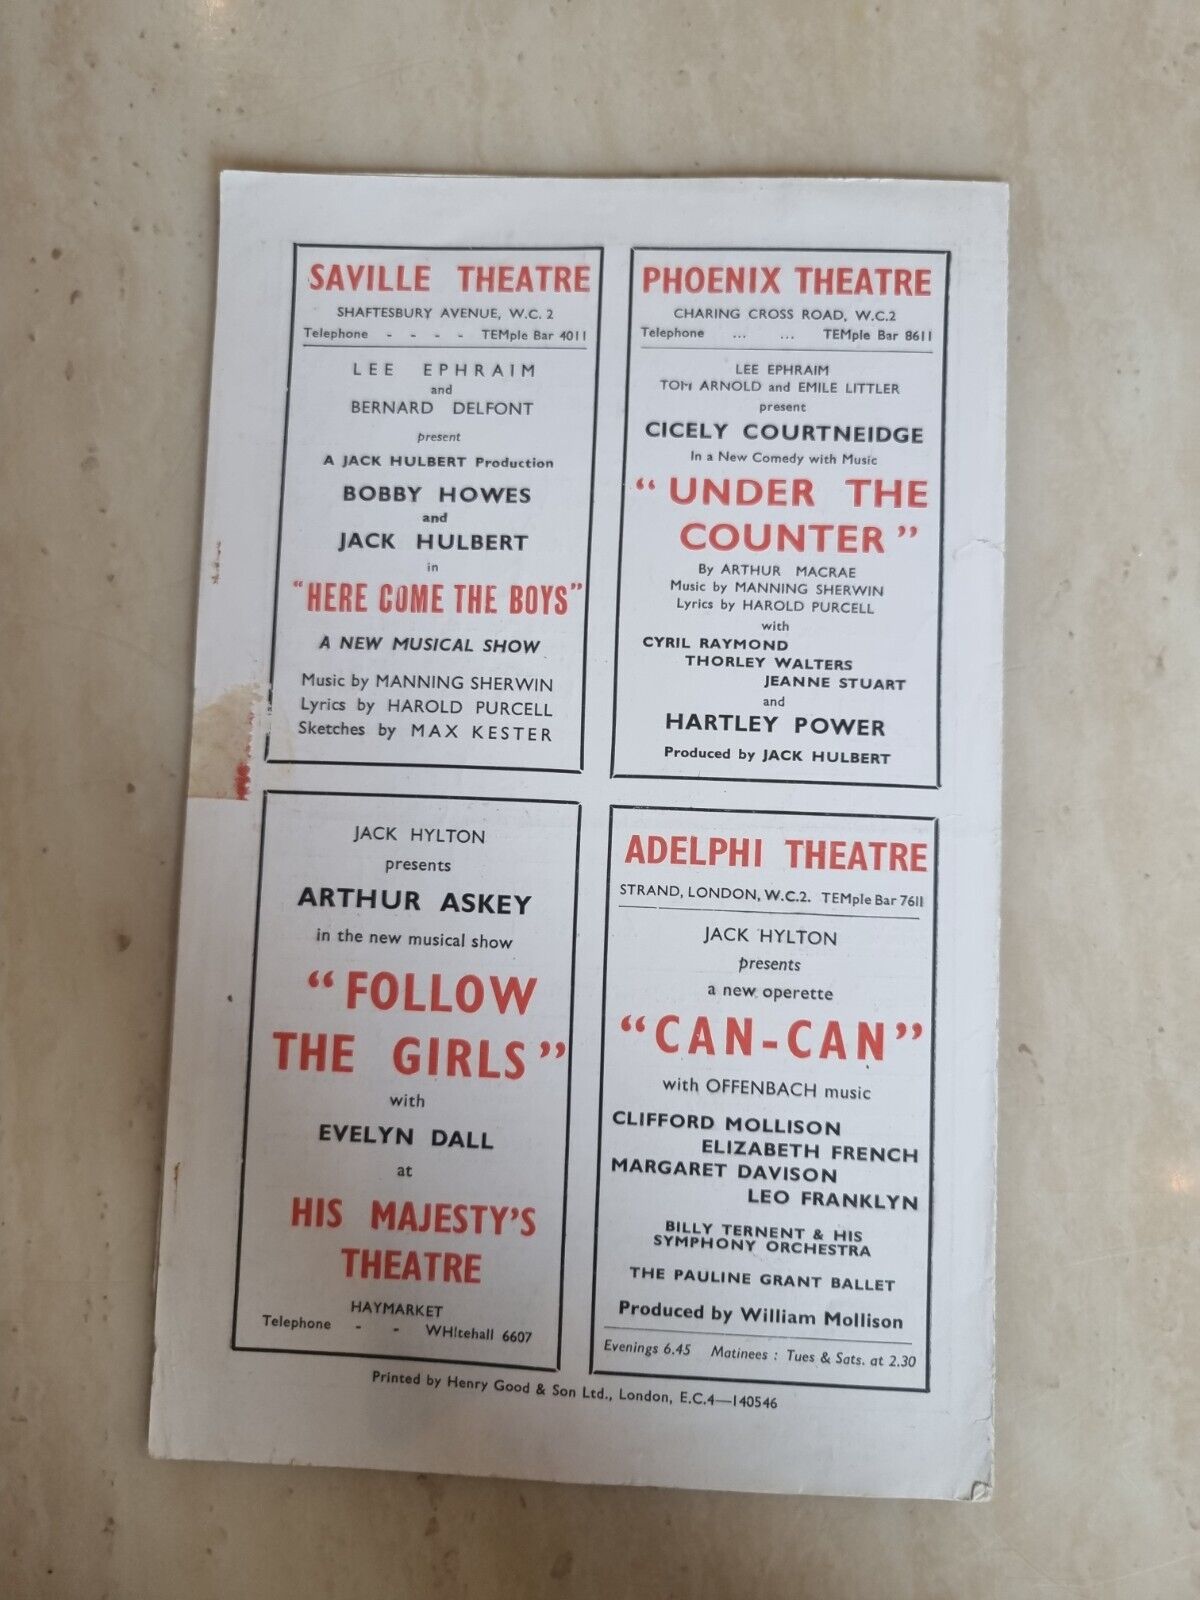 SAVILLE THEATRE
SHAFTESBURY AVENUE, W.C. 2
Telephone - - - - TEMple Bar 4011
LEE EPHRAIM
and
BERNARD DELFONT
present
A JACK HULBERT Production
BOBBY HOWES
and
JACK HULBERT
in
"HERE COME THE BOYS"
A NEW MUSICAL SHOW
Music by MANNING SHERWIN
Lyrics by HAROLD PURCELL
Sketches by MAX KESTER
PHOENIX THEATRE
CHARING CROSS ROAD, W.C.2
Telephone ... ... TEMple Bar 8611
LEE EPHRAIM
TOM ARNOLD and EMILE LITTLER
present
CICELY COURTNEIDGE
In a New Comedy with Music
"UNDER THE
COUNTER"
By ARTHUR MACRAE
Music by MANNING SHERWIN
Lyrics by HAROLD PURCELL
with
CYRIL RAYMOND
THORLEY WALTERS
JEANNE STUART
and
HARTLEY POWER
Produced by JACK HULBERT
JACK HYLTON
presents
ARTHUR ASKEY
in the new musical show
"FOLLOW
THE GIRLS"
with
EVELYN DALL
at
HIS MAJESTY'S
THEATRE
HAYMARKET
Telephone - - WHItehall 6607
ADELPHI THEATRE
STRAND, LONDON, W.C.2. TEMple Bar 7611
JACK HYLTON
presents
a new operette
"CAN-CAN"
with OFFENBACH music
CLIFFORD MOLLISON
ELIZABETH FRENCH
MARGARET DAVISON
LEO FRANKLYN
BILLY TERNENT & HIS
SYMPHONY ORCHESTRA
THE PAULINE GRANT BALLET
Produced by William Mollison
Evenings 6.45 Matinees : Tues & Sats. at 2.30
Printed by Henry Good & Son Ltd., London, E.C.4—140546